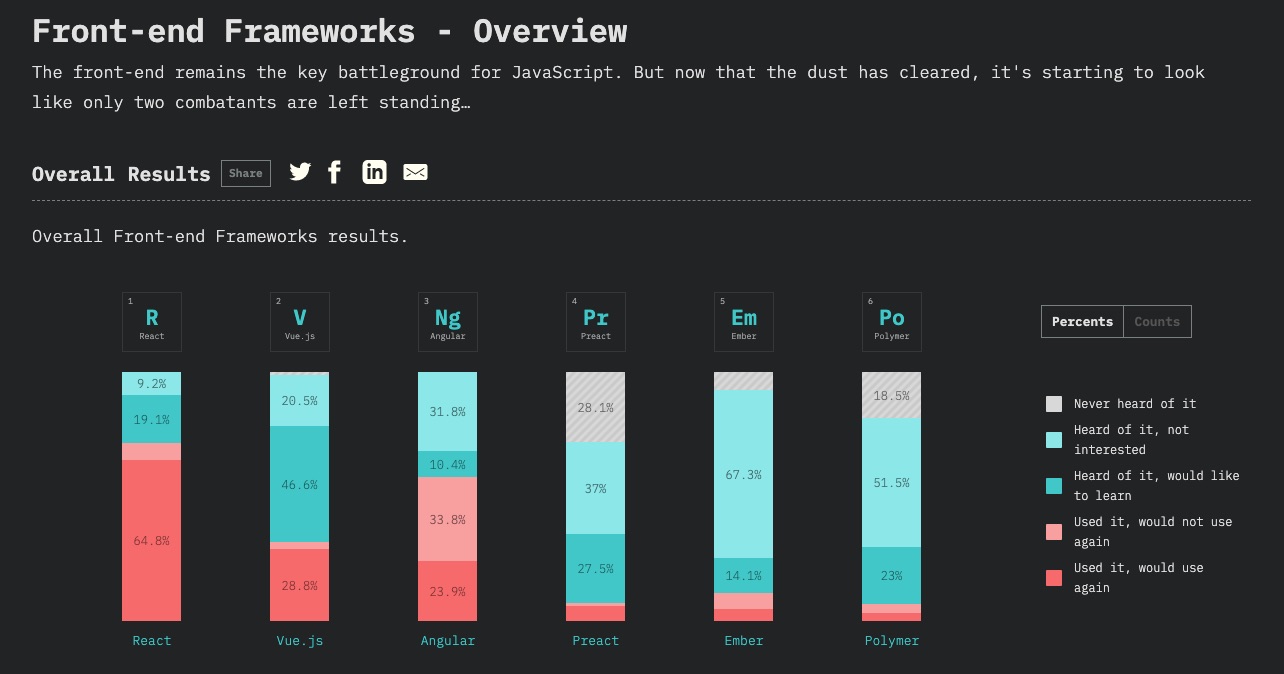 Front-end Frameworks - Overview
The front-end remains the key battleground for JavaScript. But now that the dust has cleared, it's starting to look
like only two combatants are left standing…
Overall Results Share
Overall Front-end Frameworks results.
1
R
React
2
V
Vue.js
3
Ng
Angular
4
Pr
Preact
5
Em
Ember
6
Po
Polymer
Percents Counts
9.2%
19.1%
64.8%
React
20.5%
46.6%
28.8%
Vue.js
31.8%
10.4%
33.8%
23.9%
Angular
28.1%
37%
27.5%
Preact
67.3%
14.1%
Ember
18.5%
51.5%
23%
Polymer
Never heard of it
Heard of it, not
interested
Heard of it, would like
to learn
Used it, would not use
again
Used it, would use
again